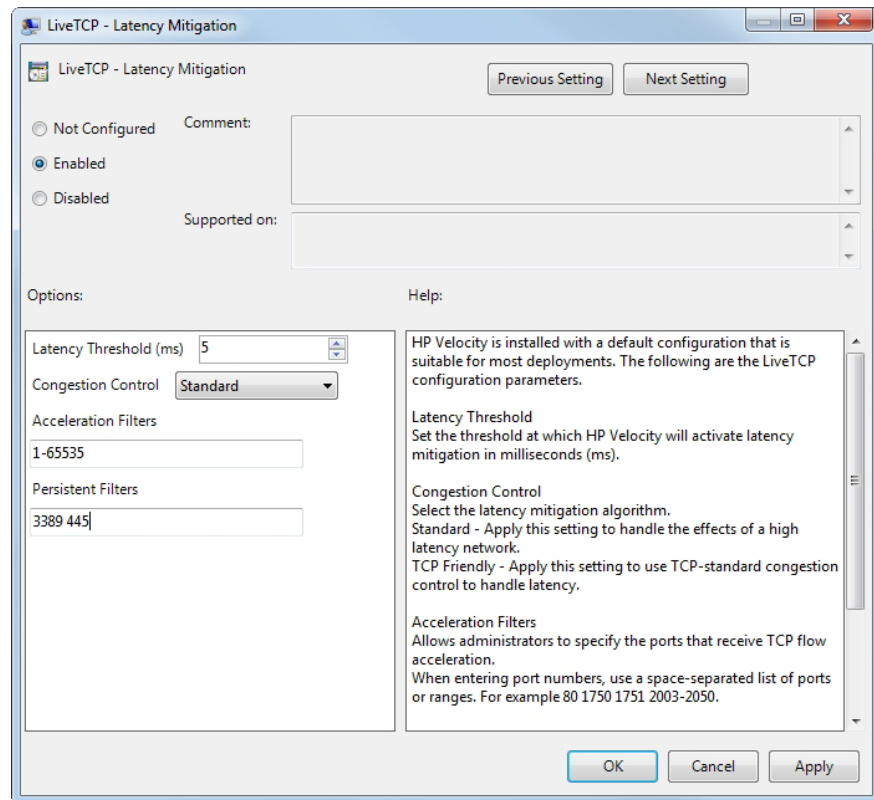 LiveTCP - Latency Mitigation
LiveTCP - Latency Mitigation
Previous Setting
Next Setting
Not Configured
Comment:
Enabled
Disabled
Supported on:
Options:
Help:
Latency Threshold (ms) 5
Congestion Control Standard
Acceleration Filters
1-65535
Persistent Filters
3389 445
HP Velocity is installed with a default configuration that is
suitable for most deployments. The following are the LiveTCP
configuration parameters.
Latency Threshold
Set the threshold at which HP Velocity will activate latency
mitigation in milliseconds (ms).
Congestion Control
Select the latency mitigation algorithm.
Standard - Apply this setting to handle the effects of a high
latency network.
TCP Friendly - Apply this setting to use TCP-standard congestion
control to handle latency.
Acceleration Filters
Allows administrators to specify the ports that receive TCP flow
acceleration.
When entering port numbers, use a space-separated list of ports
or ranges. For example 80 1750 1751 2003-2050.
OK
Cancel
Apply